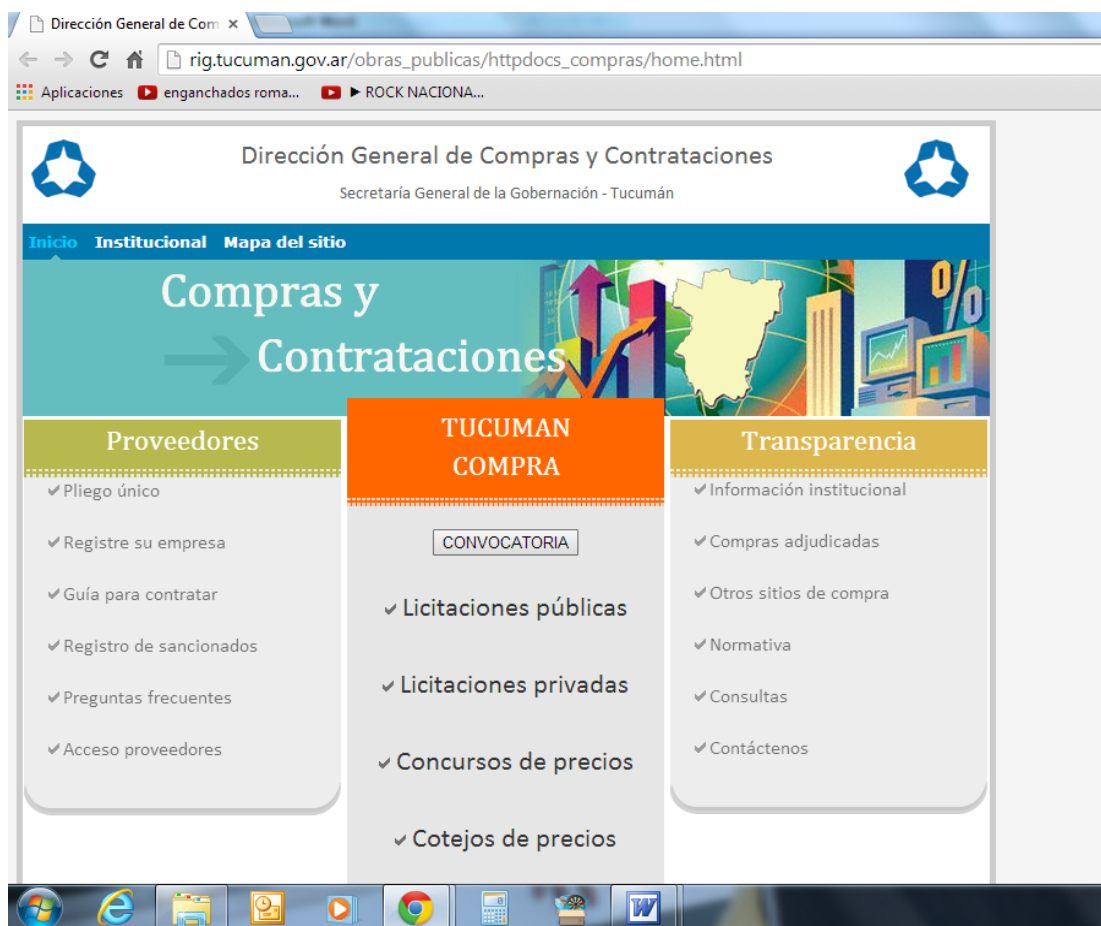 Dirección General de Com
rig.tucuman.gov.ar/obras_publicas/httpdocs_compras/home.html
Aplicaciones enganchados roma... ► ROCK NACIONA...
Dirección General de Compras y Contrataciones
Secretaría General de la Gobernación - Tucumán
Inicio Institucional Mapa del sitio
Compras y
Contrataciones
%
Proveedores
Pliego único
Registre su empresa
Guía para contratar
Registro de sancionados
Preguntas frecuentes
Acceso proveedores
TUCUMAN
COMPRA
CONVOCATORIA
Licitaciones públicas
Licitaciones privadas
Concursos de precios
Cotejos de precios
Transparencia
Información institucional
Compras adjudicadas
Otros sitios de compra
Normativa
Consultas
Contáctenos